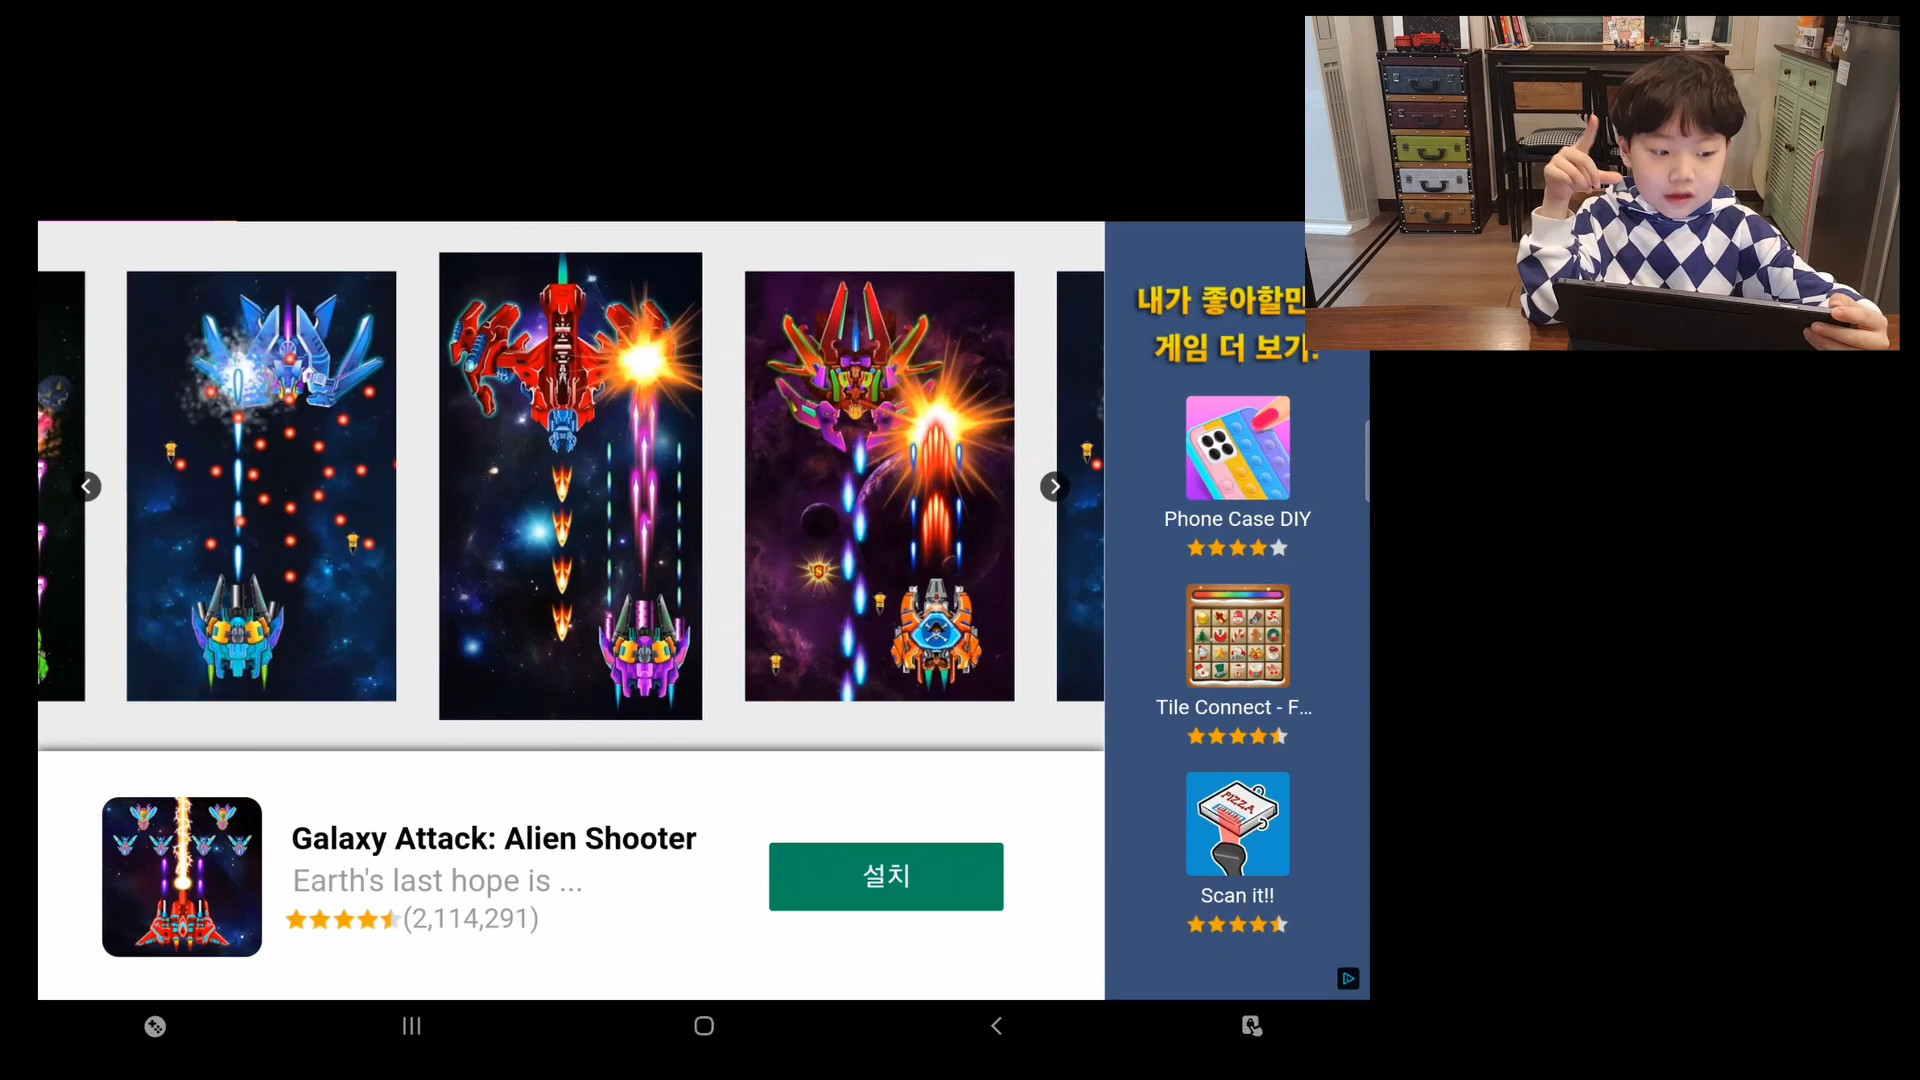 내가 좋아할만
게임 더 보기!
Phone Case DIY
Tile Connect - F...
Scan it!!
Galaxy Attack: Alien Shooter
Earth's last hope is ...
(2,114,291)
설치
PIZZA